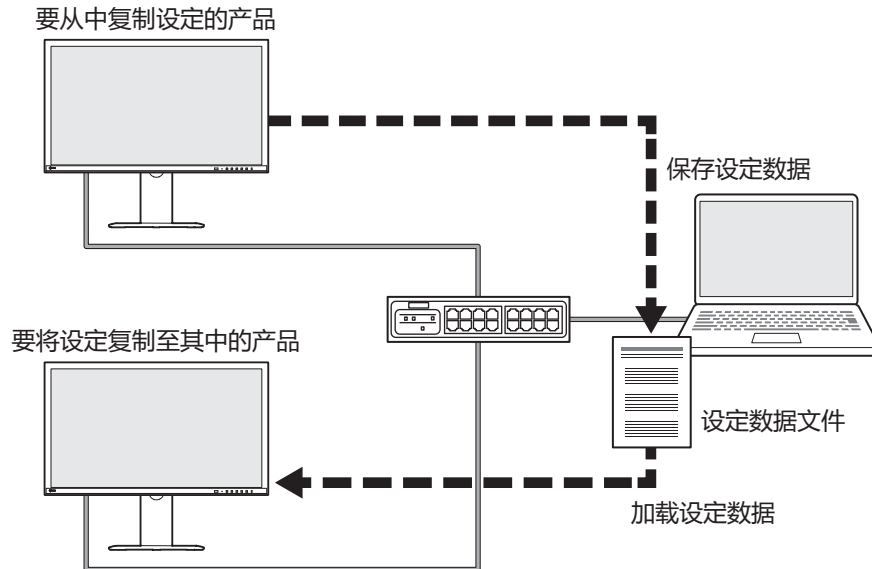 要从中复制设定的产品
保存设定数据
要将设定复制至其中的产品
设定数据文件
加载设定数据